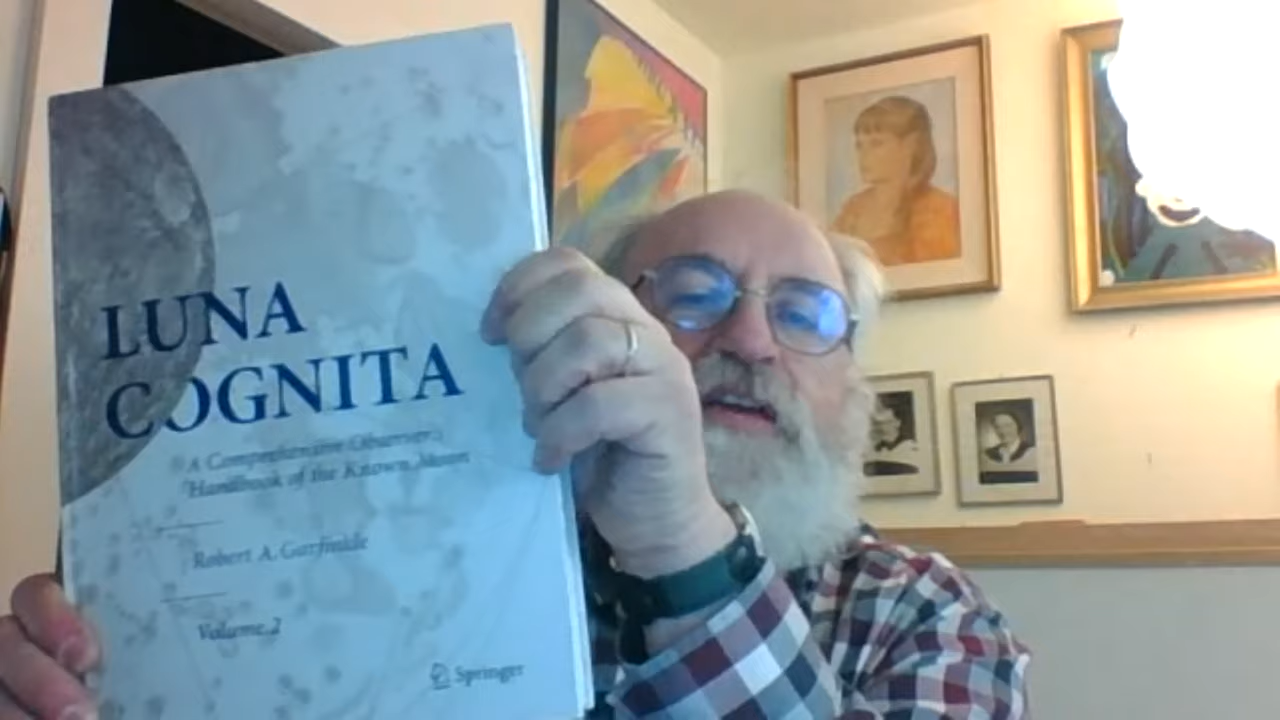 LUNA
COGNITA
A Comprehensive Observer's
Handbook of the Known Moon
Robert A. Garfinkle
Volume 2
Springer